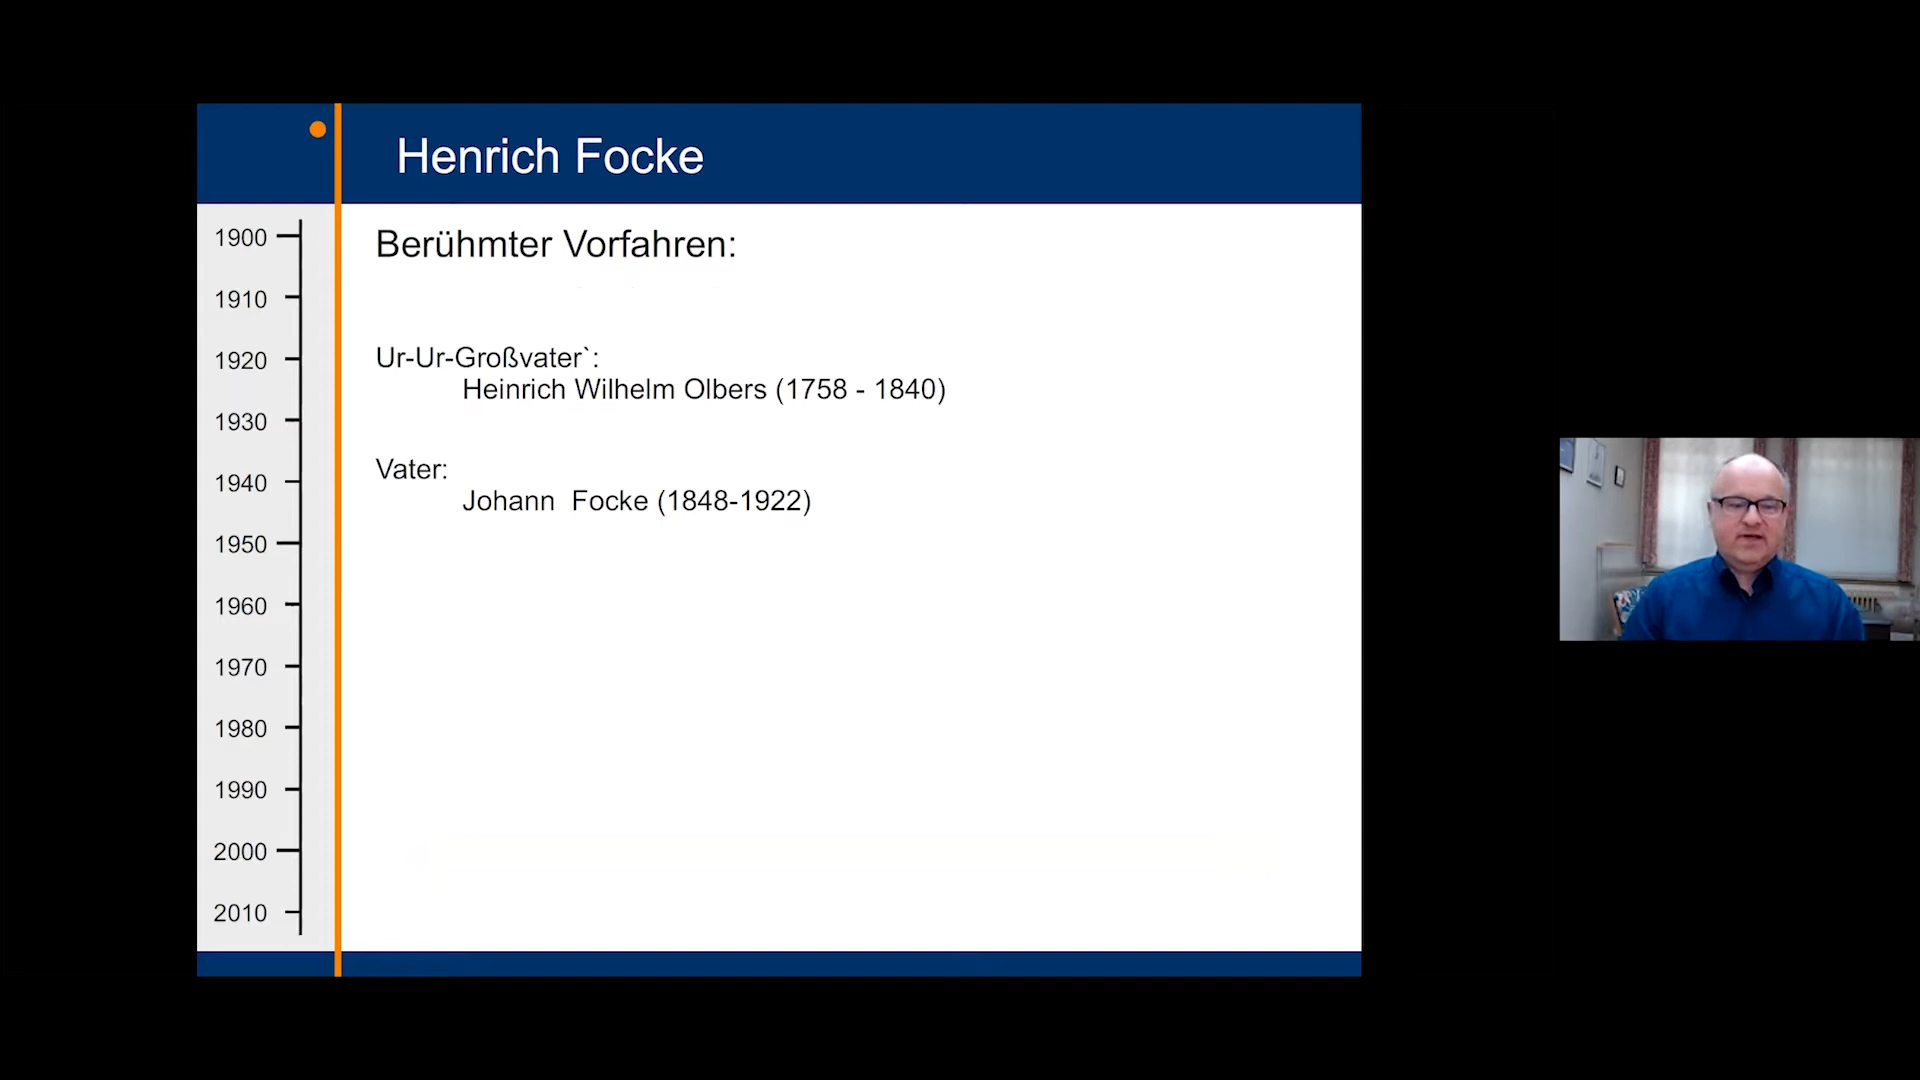 Henrich Focke
1900
1910
1920
1930
1940
1950
1960
1970
1980
1990
2000
2010
Berühmter Vorfahren:
Ur-Ur-Großvater`:
Heinrich Wilhelm Olbers (1758 - 1840)
Vater:
Johann Focke (1848-1922)